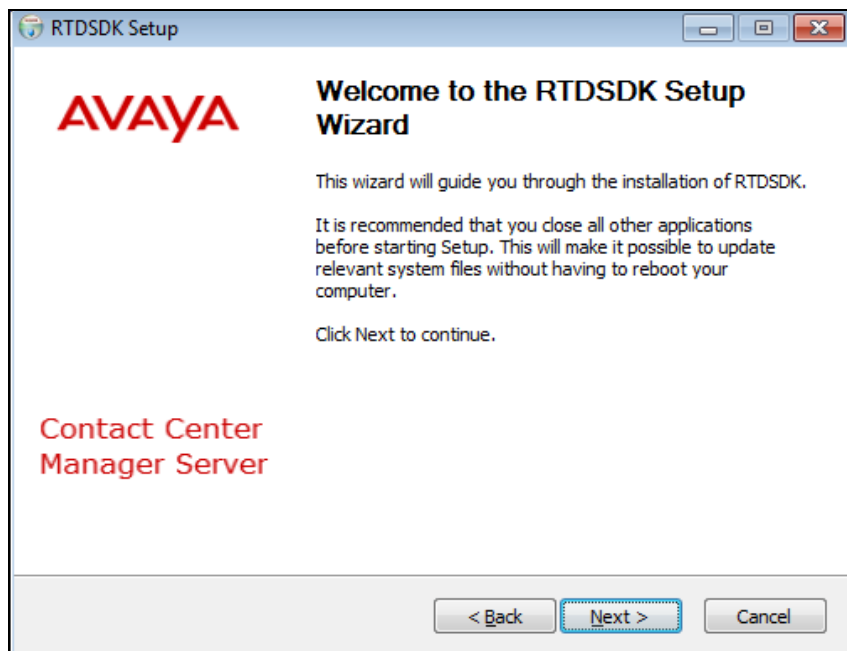 RTDSDK Setup
AVAYA
Welcome to the RTDSDK Setup
Wizard
This wizard will guide you through the installation of RTDSDK.
It is recommended that you close all other applications
before starting Setup. This will make it possible to update
relevant system files without having to reboot your
computer.
Click Next to continue.
Contact Center
Manager Server
< Back
Next >
Cancel